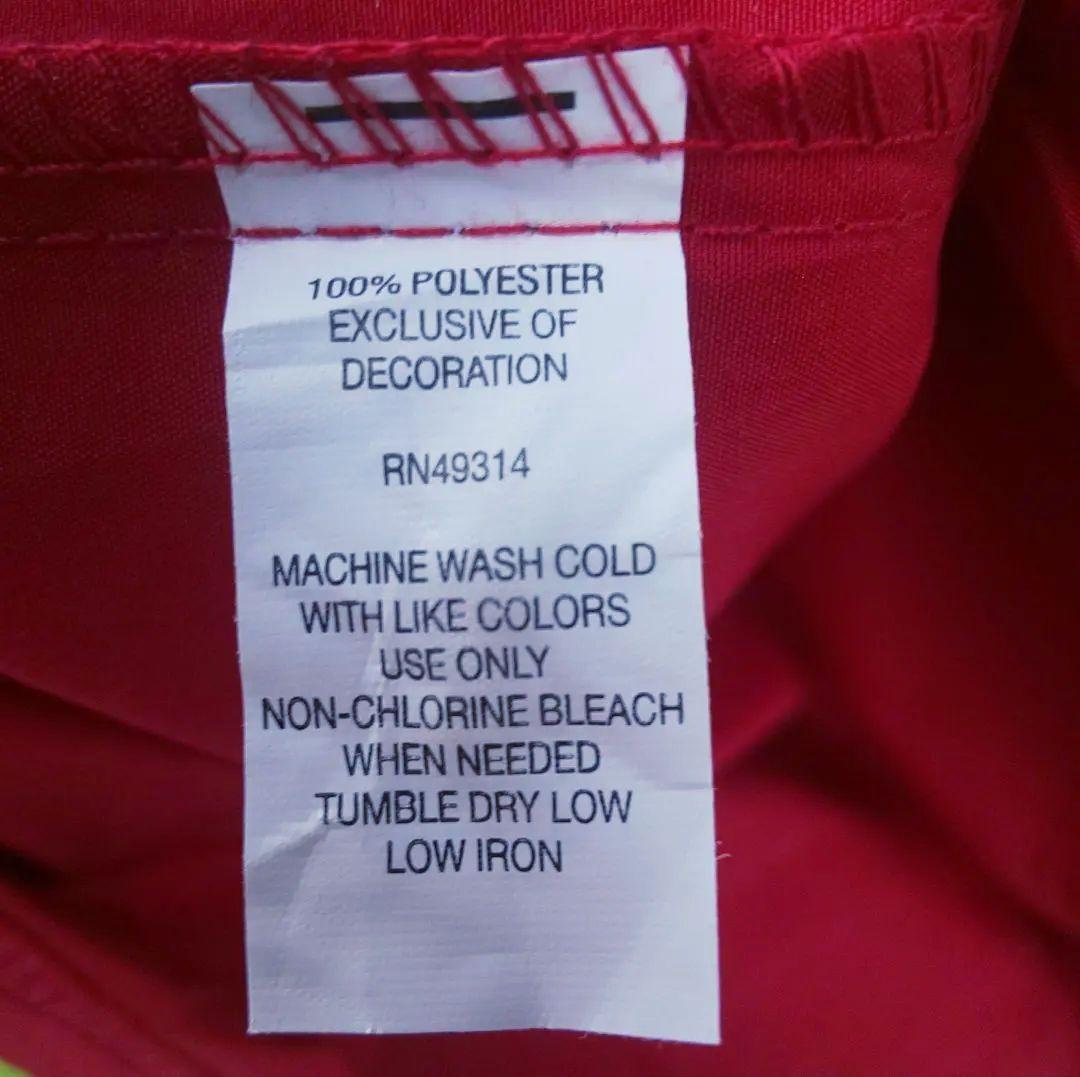 100% POLYESTER
EXCLUSIVE OF
DECORATION
RN49314
MACHINE WASH COLD
WITH LIKE COLORS
USE ONLY
NON-CHLORINE BLEACH
WHEN NEEDED
TUMBLE DRY LOW
LOW IRON